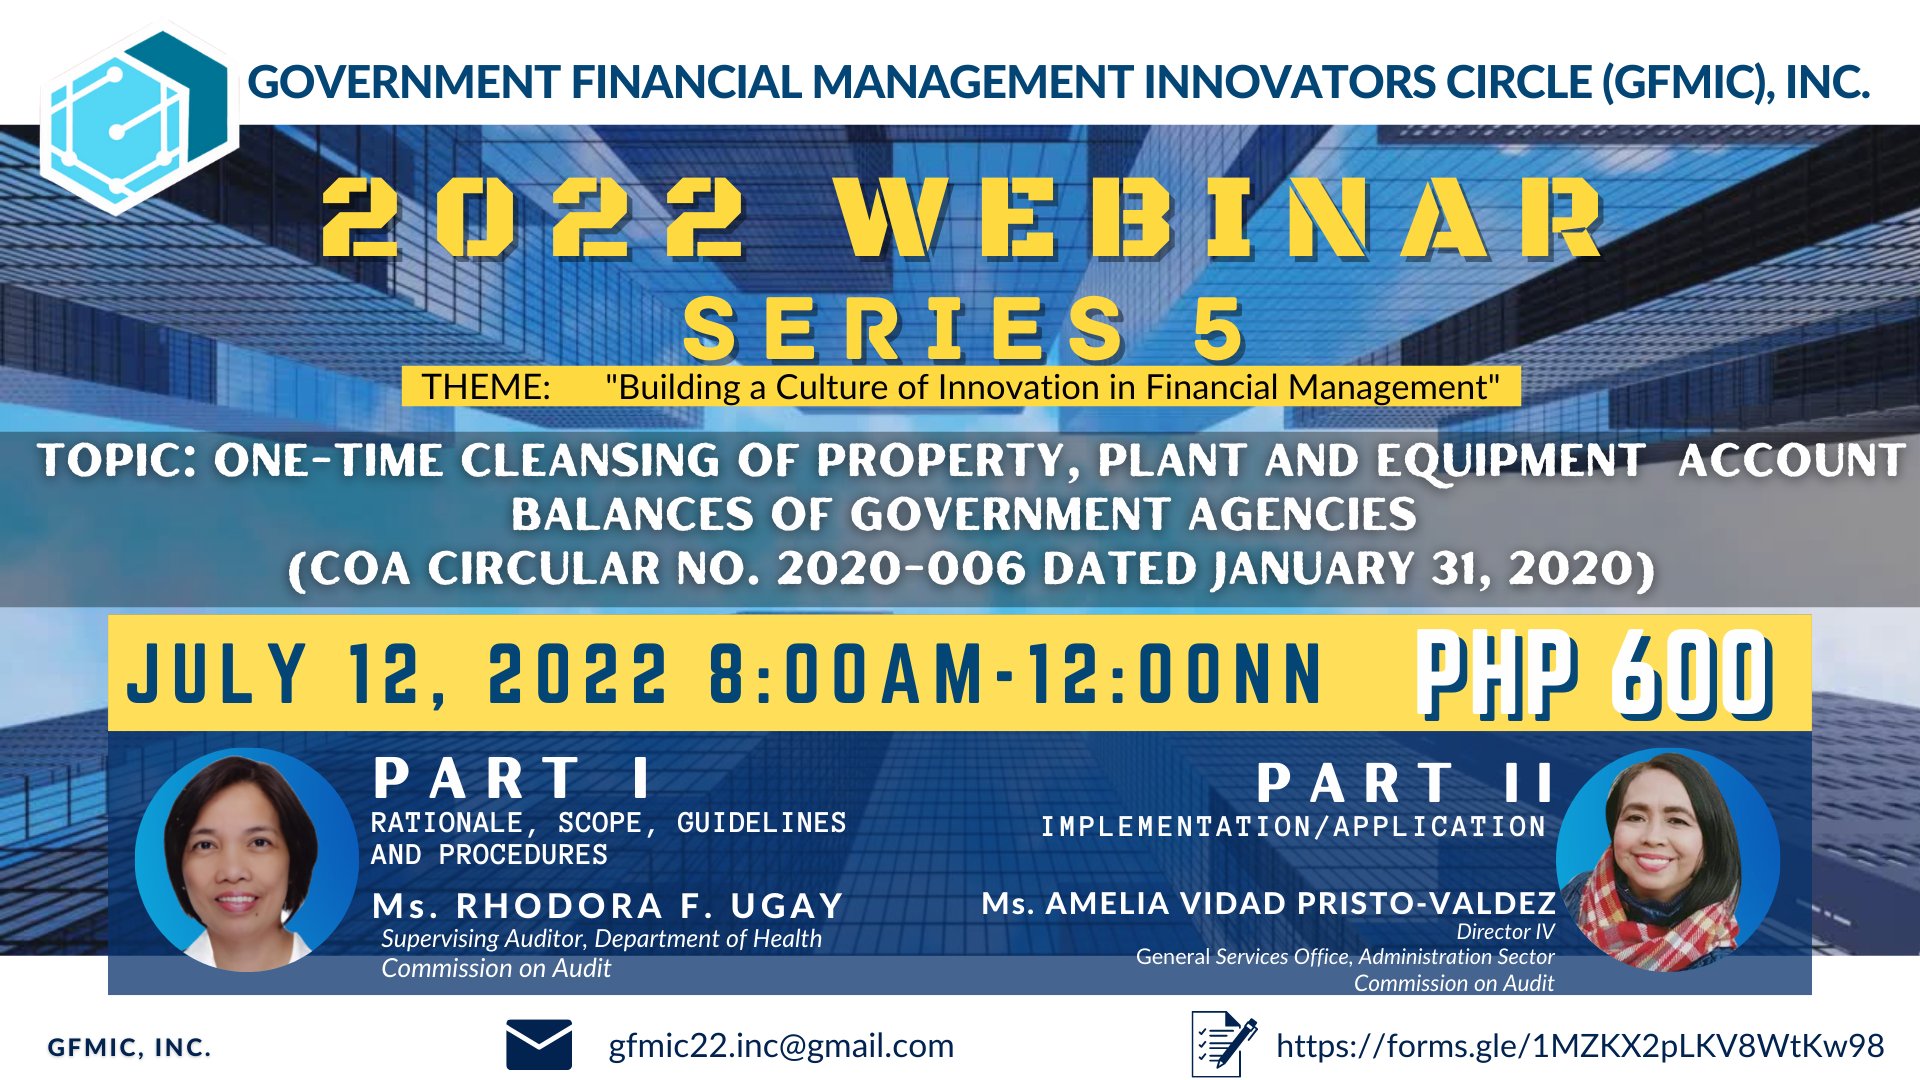 GOVERNMENT FINANCIAL MANAGEMENT INNOVATORS CIRCLE (GFMIC), INC.
2022 WEBINAR
SERIES 5
THEME: "Building a Culture of Innovation in Financial Management"
TOPIC: ONE-TIME CLEANSING OF PROPERTY, PLANT AND EQUIPMENT ACCOUNT
BALANCES OF GOVERNMENT AGENCIES
(COA CIRCULAR NO. 2020-006 DATED JANUARY 31, 2020)
JULY 12, 2022 8:00AM-12:00NN PHP 600
PART I
RATIONALE, SCOPE, GUIDELINES
AND PROCEDURES
Ms. RHODORA F. UGAY
Supervising Auditor, Department of Health
Commission on Audit
PART II
IMPLEMENTATION/APPLICATION
Ms. AMELIA VIDAD PRISTO-VALDEZ
Director IV
General Services Office, Administration Sector
Commission on Audit
GFMIC, INC.
gfmic22.inc@gmail.com
https://forms.gle/1MZKX2pLKV8WtKw98